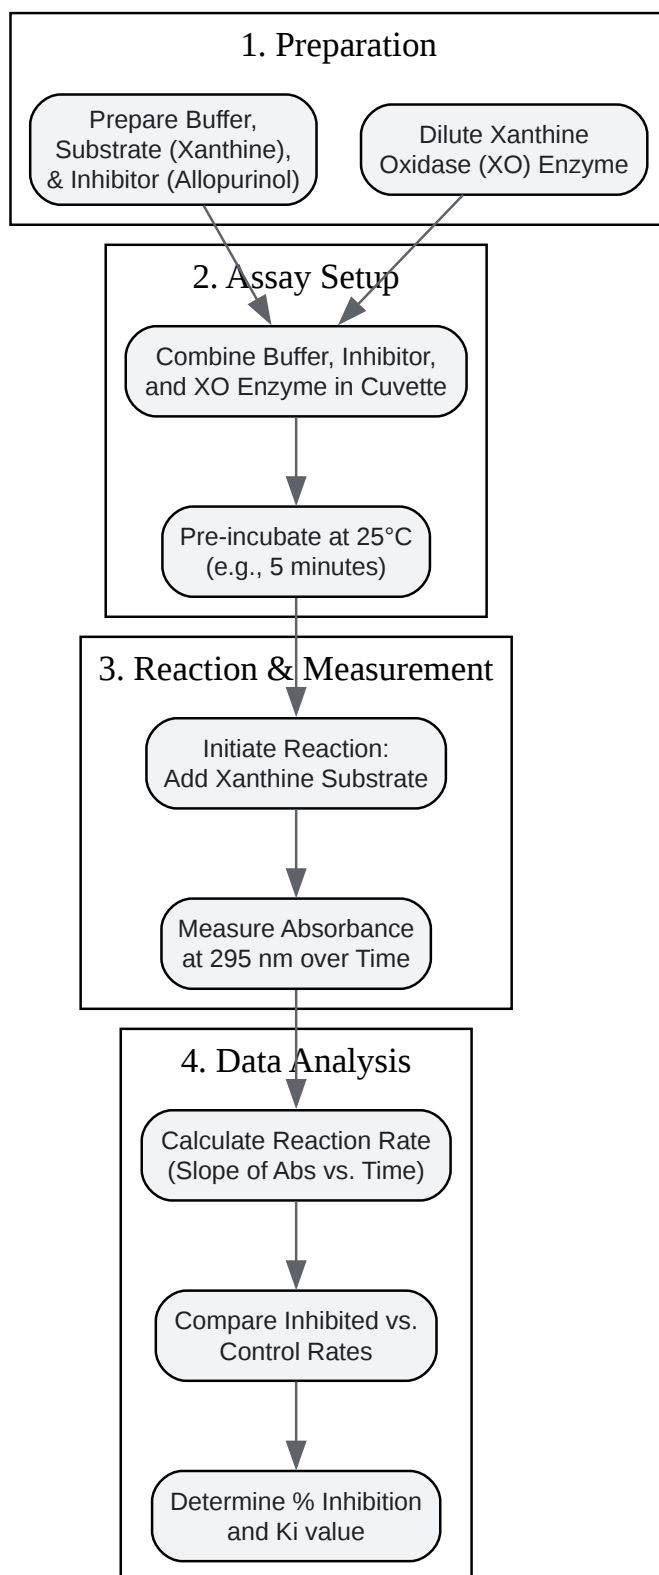 1. Preparation
Prepare Buffer,
Substrate (Xanthine),
& Inhibitor (Allopurinol)
Dilute Xanthine
Oxidase (XO) Enzyme
2. Assay Setup
Combine Buffer, Inhibitor,
and XO Enzyme in Cuvette
Pre-incubate at 25°C
(e.g., 5 minutes)
3. Reaction & Measurement
Initiate Reaction:
Add Xanthine Substrate
Measure Absorbance
at 295 nm over Time
4. Data Analysis
Calculate Reaction Rate
(Slope of Abs vs. Time)
Compare Inhibited vs.
Control Rates
Determine % Inhibition
and Ki value